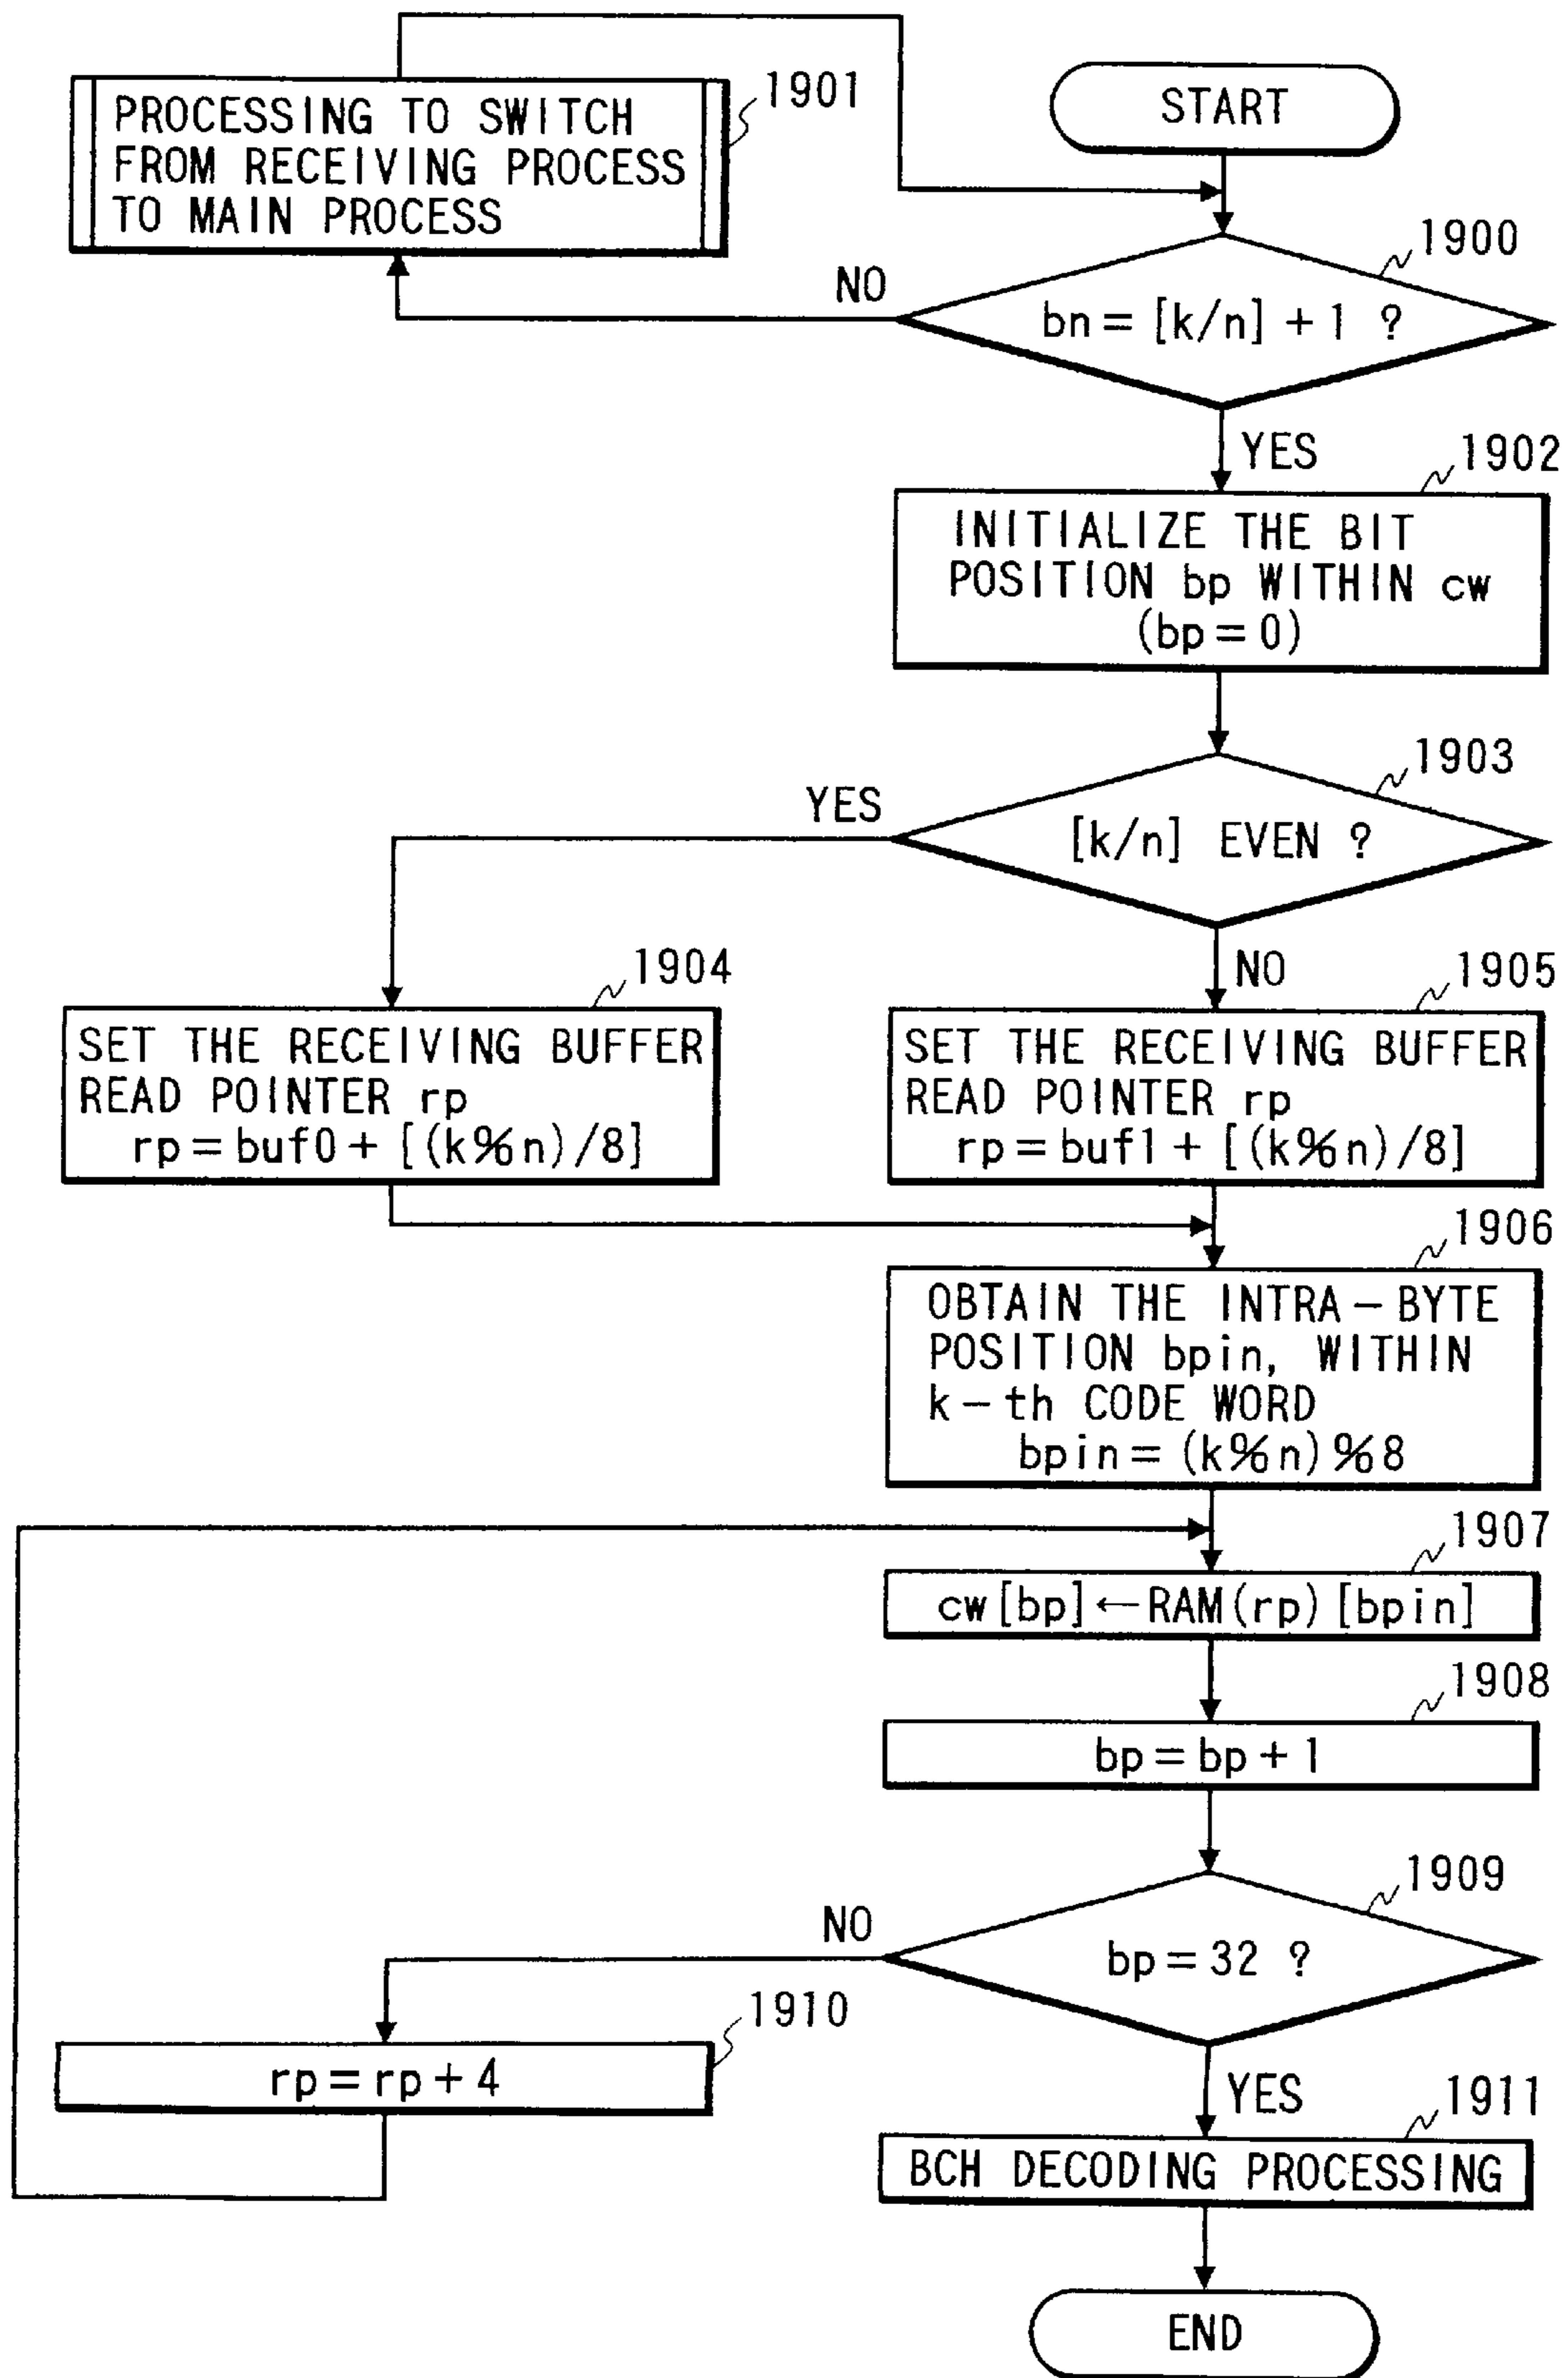 START
1901
PROCESSING TO SWITCH
FROM RECEIVING PROCESS
TO MAIN PROCESS
1900
NO
bn = [k/n] + 1 ?
YES
1902
INITIALIZE THE BIT
POSITION bp WITHIN cw
(bp = 0)
1903
YES
[k/n] EVEN ?
NO
1904
SET THE RECEIVING BUFFER
READ POINTER rp
rp = buf0 + [(k%n)/8]
1905
SET THE RECEIVING BUFFER
READ POINTER rp
rp = buf1 + [(k%n)/8]
1906
OBTAIN THE INTRA-BYTE
POSITION bpin, WITHIN
k-th CODE WORD
bpin = (k%n)%8
1907
cw[bp] ← RAM(rp)[bpin]
1908
bp = bp + 1
1909
NO
bp = 32 ?
1910
rp = rp + 4
YES
1911
BCH DECODING PROCESSING
END